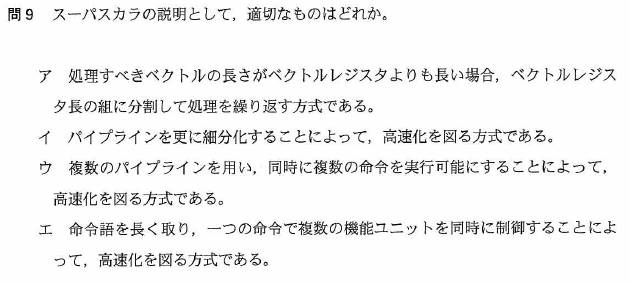 問9 スーパスカラの説明として，適切なものはどれか。
ア 処理すべきベクトルの長さがベクトルレジスタよりも長い場合，ベクトルレジス
タ長の組に分割して処理を繰り返す方式である。
イ パイプラインを更に細分化することによって，高速化を図る方式である。
ウ 複数のパイプラインを用い，同時に複数の命令を実行可能にすることによって，
高速化を図る方式である。
エ 命令語を長く取り，一つの命令で複数の機能ユニットを同時に制御することによ
って，高速化を図る方式である。